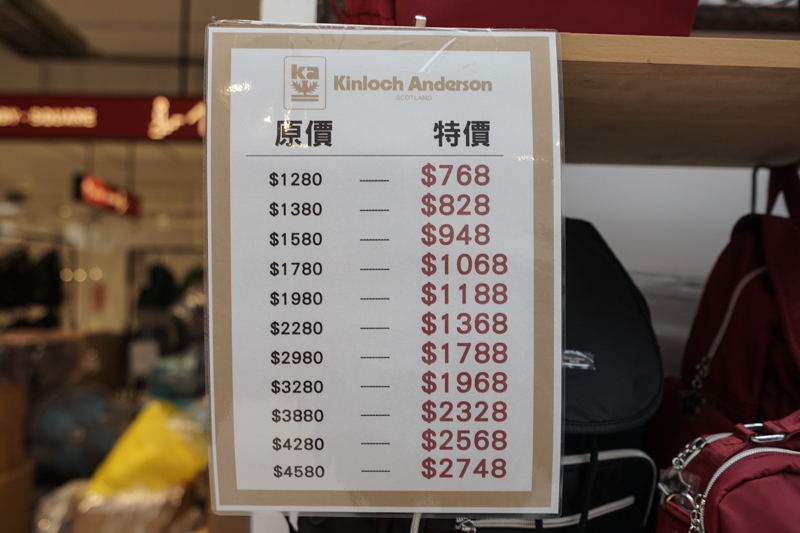 ka
Kinloch Anderson
SCOTLAND
原價 特價
$1280 $768
$1380 $828
$1580 $948
$1780 $1068
$1980 $1188
$2280 $1368
$2980 $1788
$3280 $1968
$3880 $2328
$4280 $2568
$4580 $2748